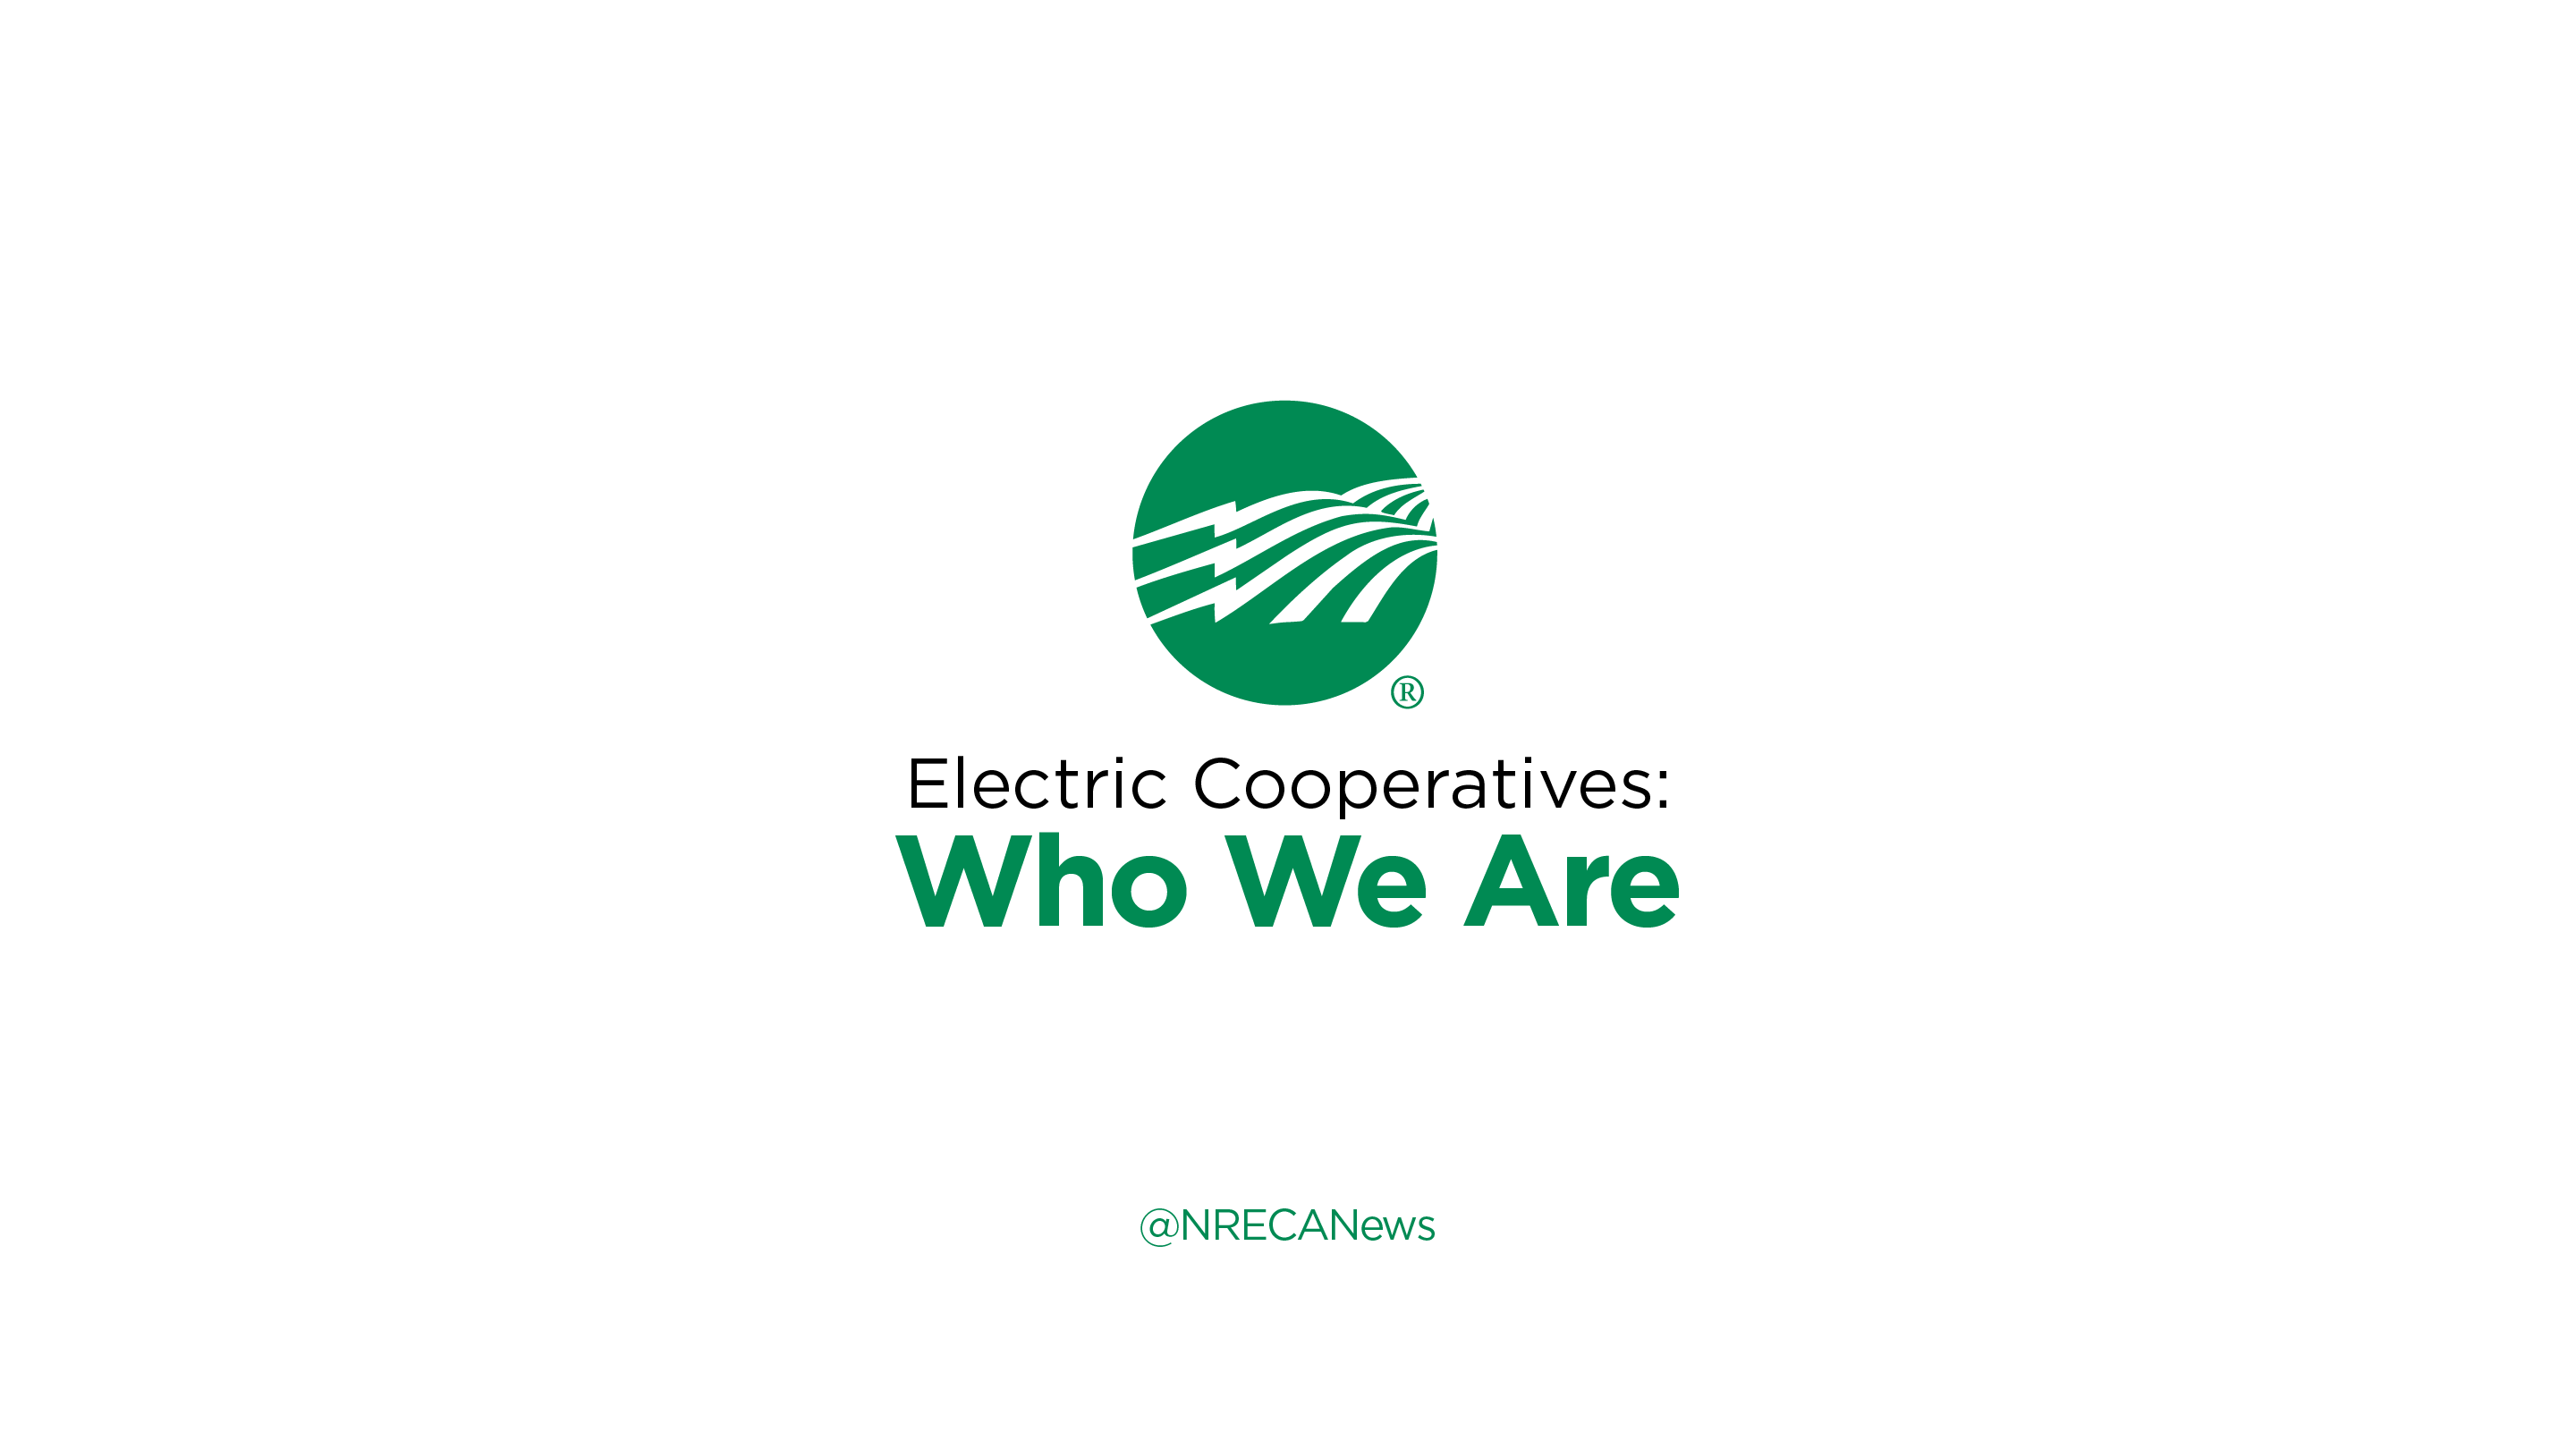 ®
Electric Cooperatives:
Who We Are
@NRECANews